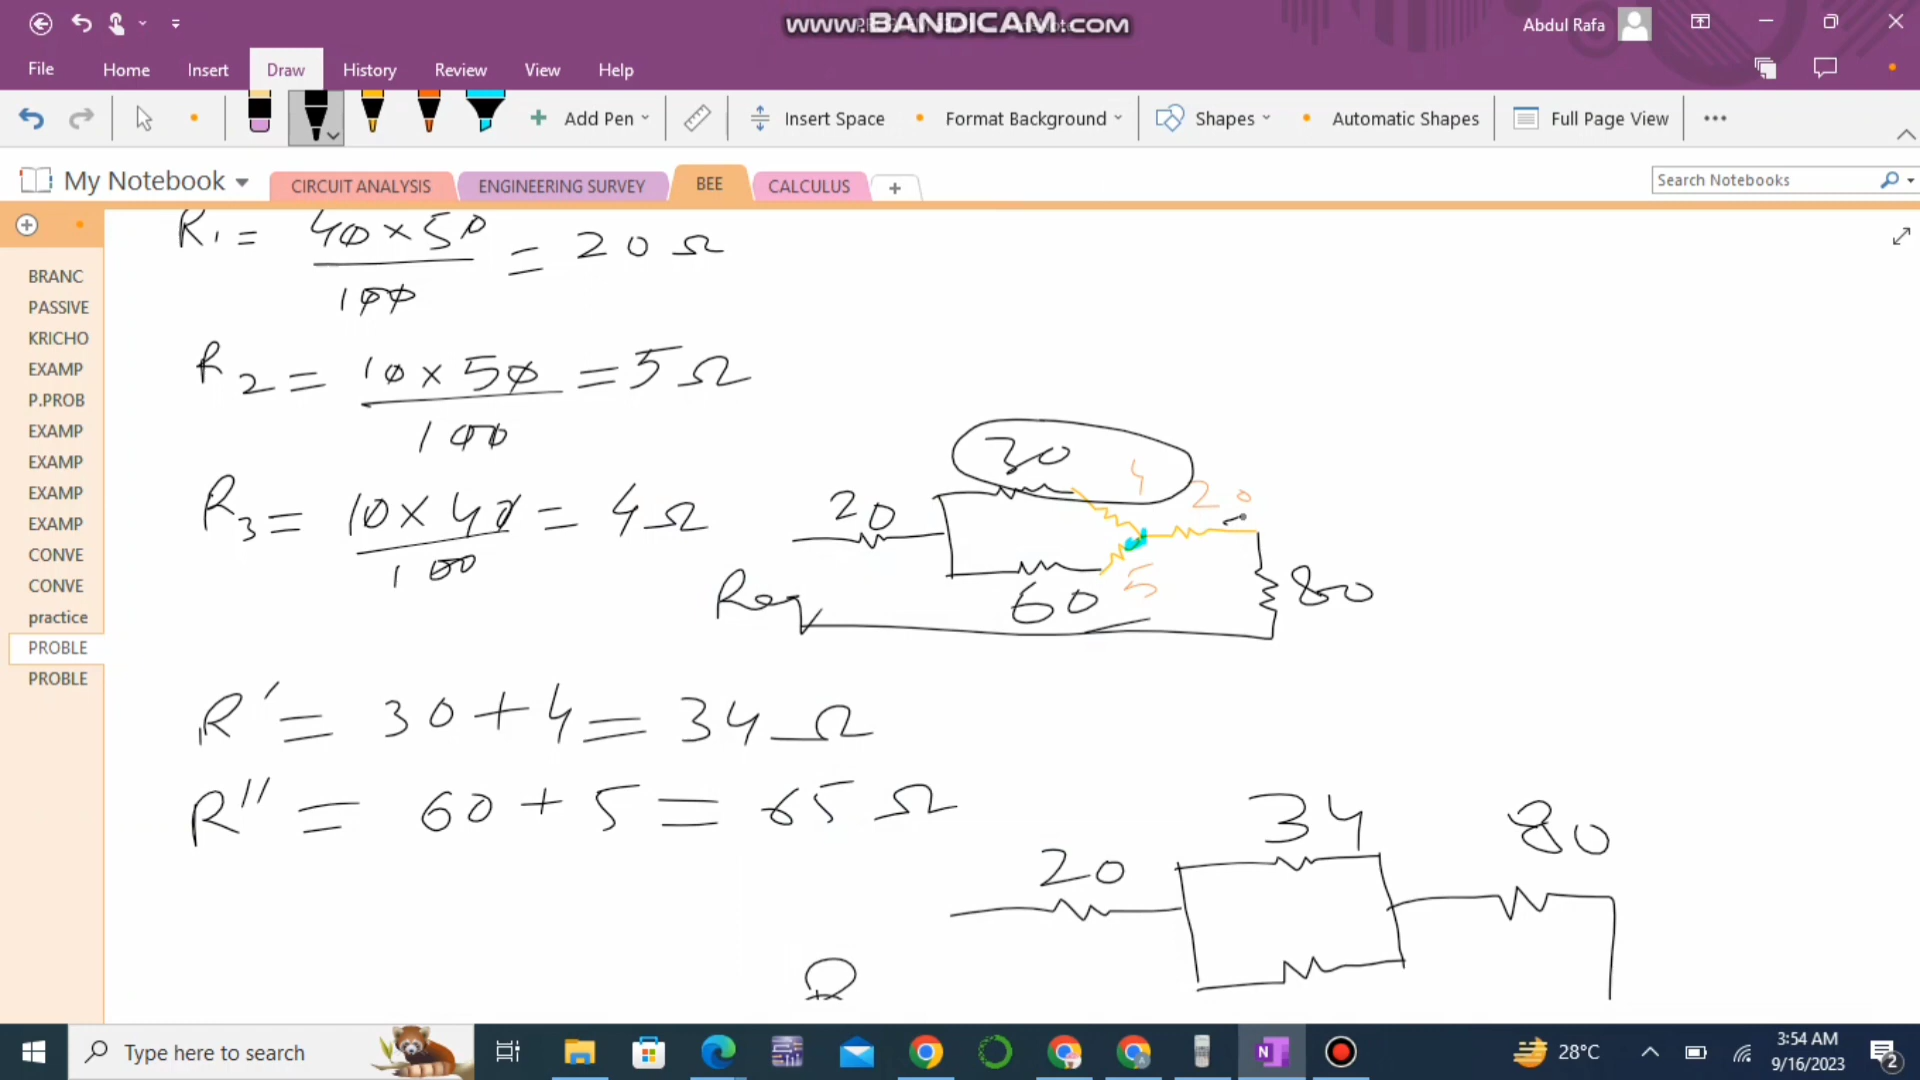 www.BANDICAM.com
Abdul Rafa
File Home Insert Draw History Review View Help
Add Pen Insert Space Format Background Shapes Automatic Shapes Full Page View
My Notebook CIRCUIT ANALYSIS ENGINEERING SURVEY BEE CALCULUS Search Notebooks
BRANC
PASSIVE
KRICHO
EXAMP
P.PROB
EXAMP
EXAMP
EXAMP
EXAMP
CONVE
CONVE
practice
PROBLE
PROBLE
R1 = 40×50/100 = 20 Ω
R2 = 10×50/100 = 5 Ω
R3 = 10×40/100 = 4 Ω
30
4
20
20
5
60
80
Req
R' = 30+4 = 34 Ω
R'' = 60+5 = 65 Ω
34
80
20
Type here to search
28°C
3:54 AM
9/16/2023
2